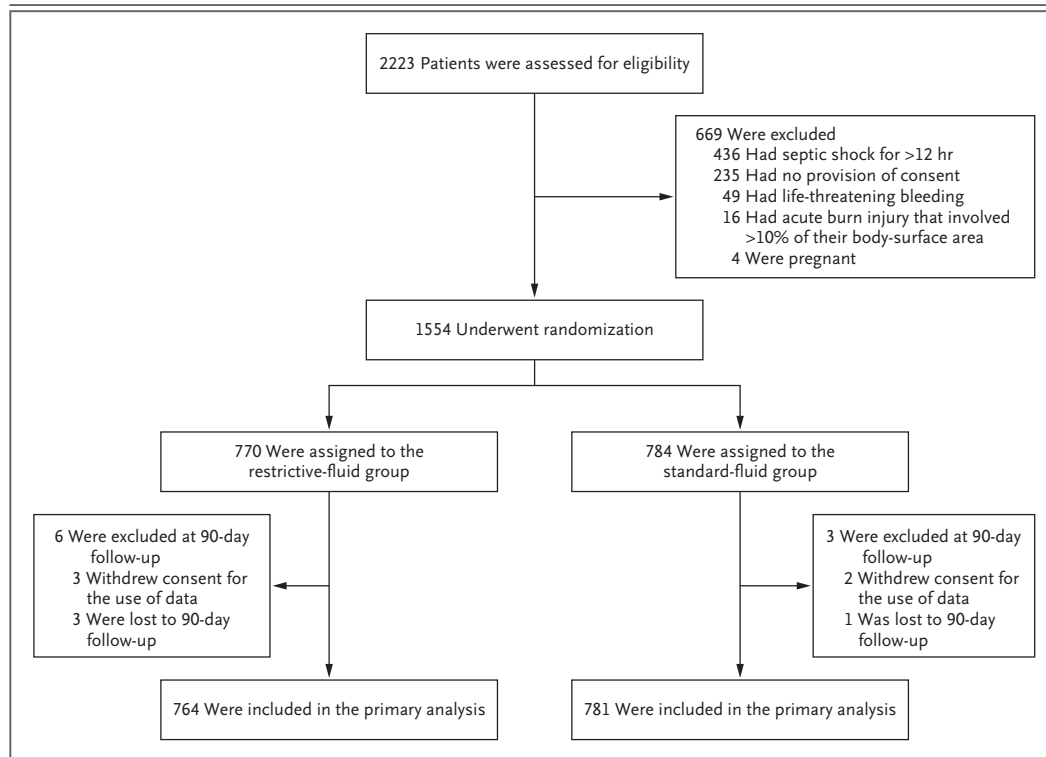 2223 Patients were assessed for eligibility
669 Were excluded
436 Had septic shock for >12 hr
235 Had no provision of consent
49 Had life-threatening bleeding
16 Had acute burn injury that involved
>10% of their body-surface area
4 Were pregnant
1554 Underwent randomization
770 Were assigned to the
restrictive-fluid group
784 Were assigned to the
standard-fluid group
6 Were excluded at 90-day
follow-up
3 Withdrew consent for
the use of data
3 Were lost to 90-day
follow-up
3 Were excluded at 90-day
follow-up
2 Withdrew consent for
the use of data
1 Was lost to 90-day
follow-up
764 Were included in the primary analysis
781 Were included in the primary analysis